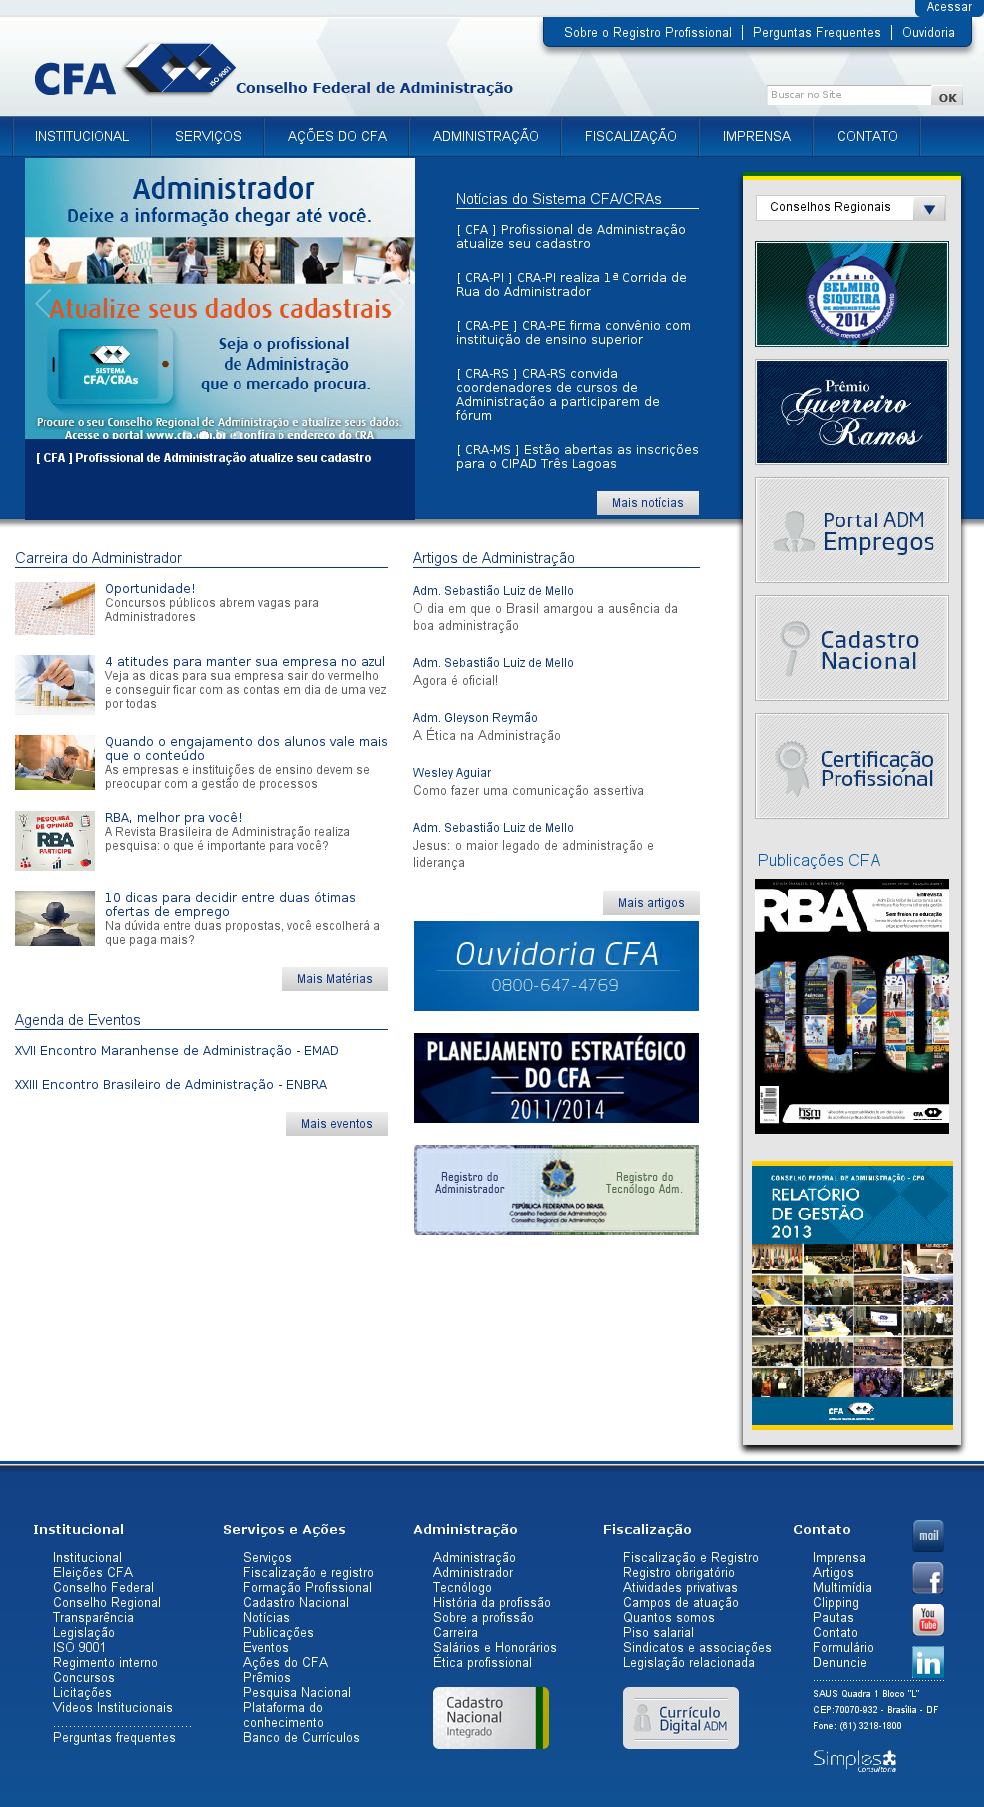 Acessar
Sobre o Registro Profissional
Perguntas Frequentes
Ouvidoria
CFA
ISO 9001
Conselho Federal de Administração
Buscar no Site
OK
INSTITUCIONAL
SERVIÇOS
AÇÕES DO CFA
ADMINISTRAÇÃO
FISCALIZAÇÃO
IMPRENSA
CONTATO
Administrador
Deixe a informação chegar até você.
Atualize seus dados cadastrais
SISTEMA
CFA/CRAs
Seja o profissional
de Administração
que o mercado procura.
Procure o seu Conselho Regional de Administração e atualize seus dados.
Acesse o portal www.cfa.org.br e confira o endereço do CRA
[ CFA ] Profissional de Administração atualize seu cadastro
Notícias do Sistema CFA/CRAs
[ CFA ] Profissional de Administração
atualize seu cadastro
[ CRA-PI ] CRA-PI realiza 1ª Corrida de
Rua do Administrador
[ CRA-PE ] CRA-PE firma convênio com
instituição de ensino superior
[ CRA-RS ] CRA-RS convida
coordenadores de cursos de
Administração a participarem de
fórum
[ CRA-MS ] Estão abertas as inscrições
para o CIPAD Três Lagoas
Mais notícias
Conselhos Regionais
PRÊMIO
BELMIRO
SIQUEIRA
DE ADMINISTRAÇÃO
2014
Prêmio
Guerreiro
Ramos
Portal ADM
Empregos
Cadastro
Nacional
Certificação
Profissional
Publicações CFA
RBA
Entrevista
Sem freios na educação
100
hsm
CFA
CONSELHO FEDERAL DE ADMINISTRAÇÃO - CFA
RELATÓRIO
DE GESTÃO
2013
CFA
Carreira do Administrador
Oportunidade!
Concursos públicos abrem vagas para
Administradores
4 atitudes para manter sua empresa no azul
Veja as dicas para sua empresa sair do vermelho
e conseguir ficar com as contas em dia de uma vez
por todas
Quando o engajamento dos alunos vale mais
que o conteúdo
As empresas e instituições de ensino devem se
preocupar com a gestão de processos
PESQUISA
DE OPINIÃO
RBA
PARTICIPE
RBA, melhor pra você!
A Revista Brasileira de Administração realiza
pesquisa: o que é importante para você?
10 dicas para decidir entre duas ótimas
ofertas de emprego
Na dúvida entre duas propostas, você escolherá a
que paga mais?
Mais Matérias
Agenda de Eventos
XVII Encontro Maranhense de Administração - EMAD
XXIII Encontro Brasileiro de Administração - ENBRA
Mais eventos
Artigos de Administração
Adm. Sebastião Luiz de Mello
O dia em que o Brasil amargou a ausência da
boa administração
Adm. Sebastião Luiz de Mello
Agora é oficial!
Adm. Gleyson Reymão
A Ética na Administração
Wesley Aguiar
Como fazer uma comunicação assertiva
Adm. Sebastião Luiz de Mello
Jesus: o maior legado de administração e
liderança
Mais artigos
Ouvidoria CFA
0800-647-4769
PLANEJAMENTO ESTRATÉGICO
DO CFA
2011/2014
Registro do
Administrador
Registro do
Tecnólogo Adm.
REPÚBLICA FEDERATIVA DO BRASIL
Conselho Federal de Administração
Conselho Regional de Administração
Institucional
Institucional
Eleições CFA
Conselho Federal
Conselho Regional
Transparência
Legislação
ISO 9001
Regimento interno
Concursos
Licitações
Videos Institucionais
Perguntas frequentes
Serviços e Ações
Serviços
Fiscalização e registro
Formação Profissional
Cadastro Nacional
Notícias
Publicações
Eventos
Ações do CFA
Prêmios
Pesquisa Nacional
Plataforma do
conhecimento
Banco de Currículos
Administração
Administração
Administrador
Tecnólogo
História da profissão
Sobre a profissão
Carreira
Salários e Honorários
Ética profissional
Cadastro
Nacional
Integrado
Fiscalização
Fiscalização e Registro
Registro obrigatório
Atividades privativas
Campos de atuação
Quantos somos
Piso salarial
Sindicatos e associações
Legislação relacionada
Currículo
Digital ADM
Contato
Imprensa
Artigos
Multimídia
Clipping
Pautas
Contato
Formulário
Denuncie
mail
f
You
Tube
in
SAUS Quadra 1 Bloco "L"
CEP:70070-932 - Brasília - DF
Fone: (61) 3218-1800
Simples
Consultoria